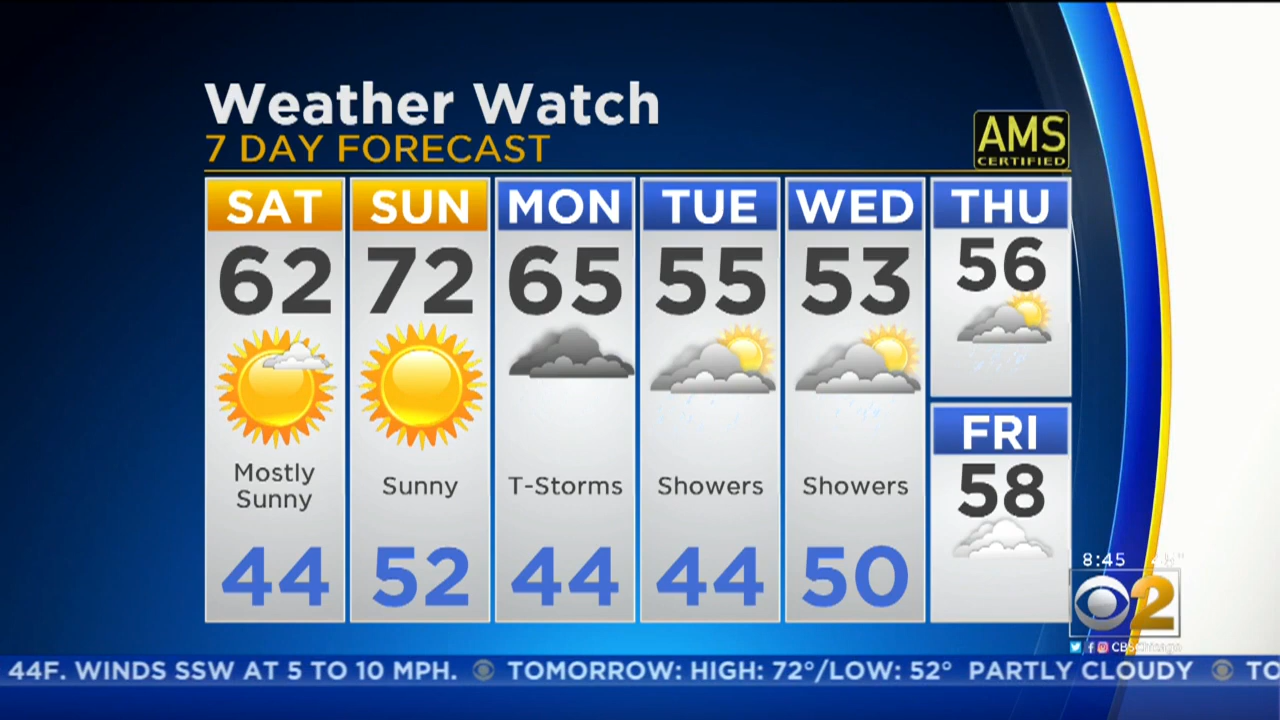 Weather Watch
7 DAY FORECAST
AMS
CERTIFIED
SAT
62
Mostly
Sunny
44
SUN
72
Sunny
52
MON
65
T-Storms
44
TUE
55
Showers
44
WED
53
Showers
50
THU
56
FRI
58
8:45
2
CBSChicago
44F. WINDS SSW AT 5 TO 10 MPH. TOMORROW: HIGH: 72°/LOW: 52° PARTLY CLOUDY TO